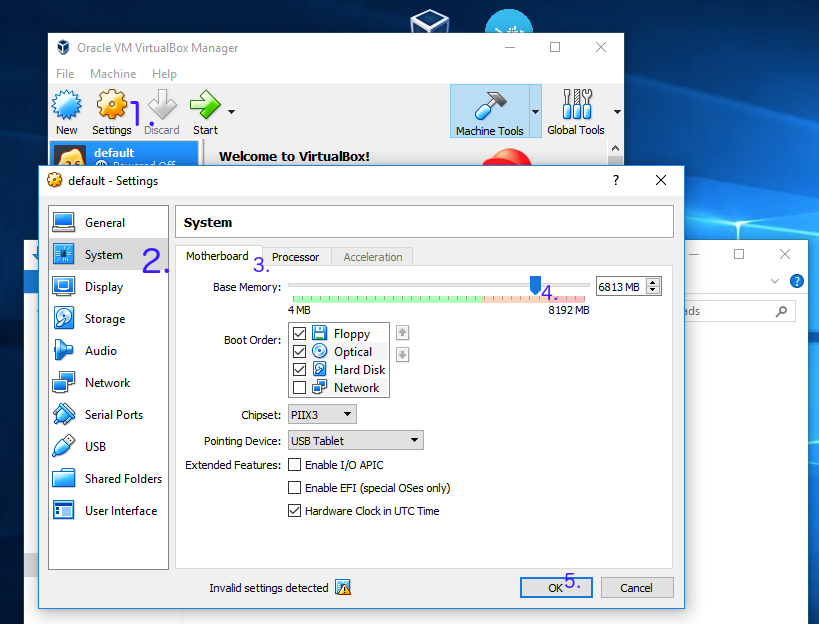 Oracle VM VirtualBox Manager
File Machine Help
New Settings 1. Discard Start Machine Tools Global Tools
default
Powered Off
Welcome to VirtualBox!
default - Settings ?
General
System 2.
Display
Storage
Audio
Network
Serial Ports
USB
Shared Folders
User Interface
System
Motherboard 3. Processor Acceleration
Base Memory: 4. 6813 MB
4 MB 8192 MB
Boot Order: Floppy
Optical
Hard Disk
Network
Chipset: PIIX3
Pointing Device: USB Tablet
Extended Features: Enable I/O APIC
Enable EFI (special OSes only)
Hardware Clock in UTC Time
Invalid settings detected OK 5. Cancel
?
ads